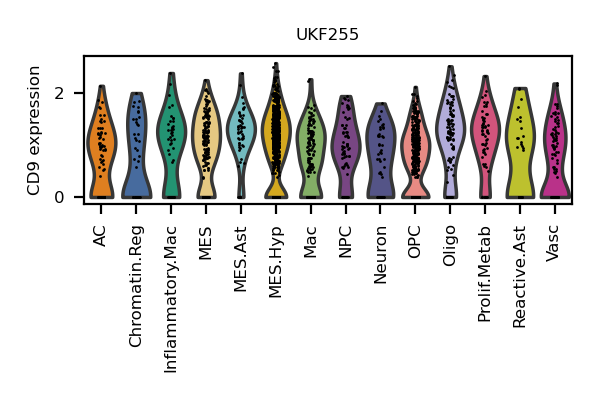 UKF255
CD9 expression
2
0
AC
Chromatin.Reg
Inflammatory.Mac
MES
MES.Ast
MES.Hyp
Mac
NPC
Neuron
OPC
Oligo
Prolif.Metab
Reactive.Ast
Vasc